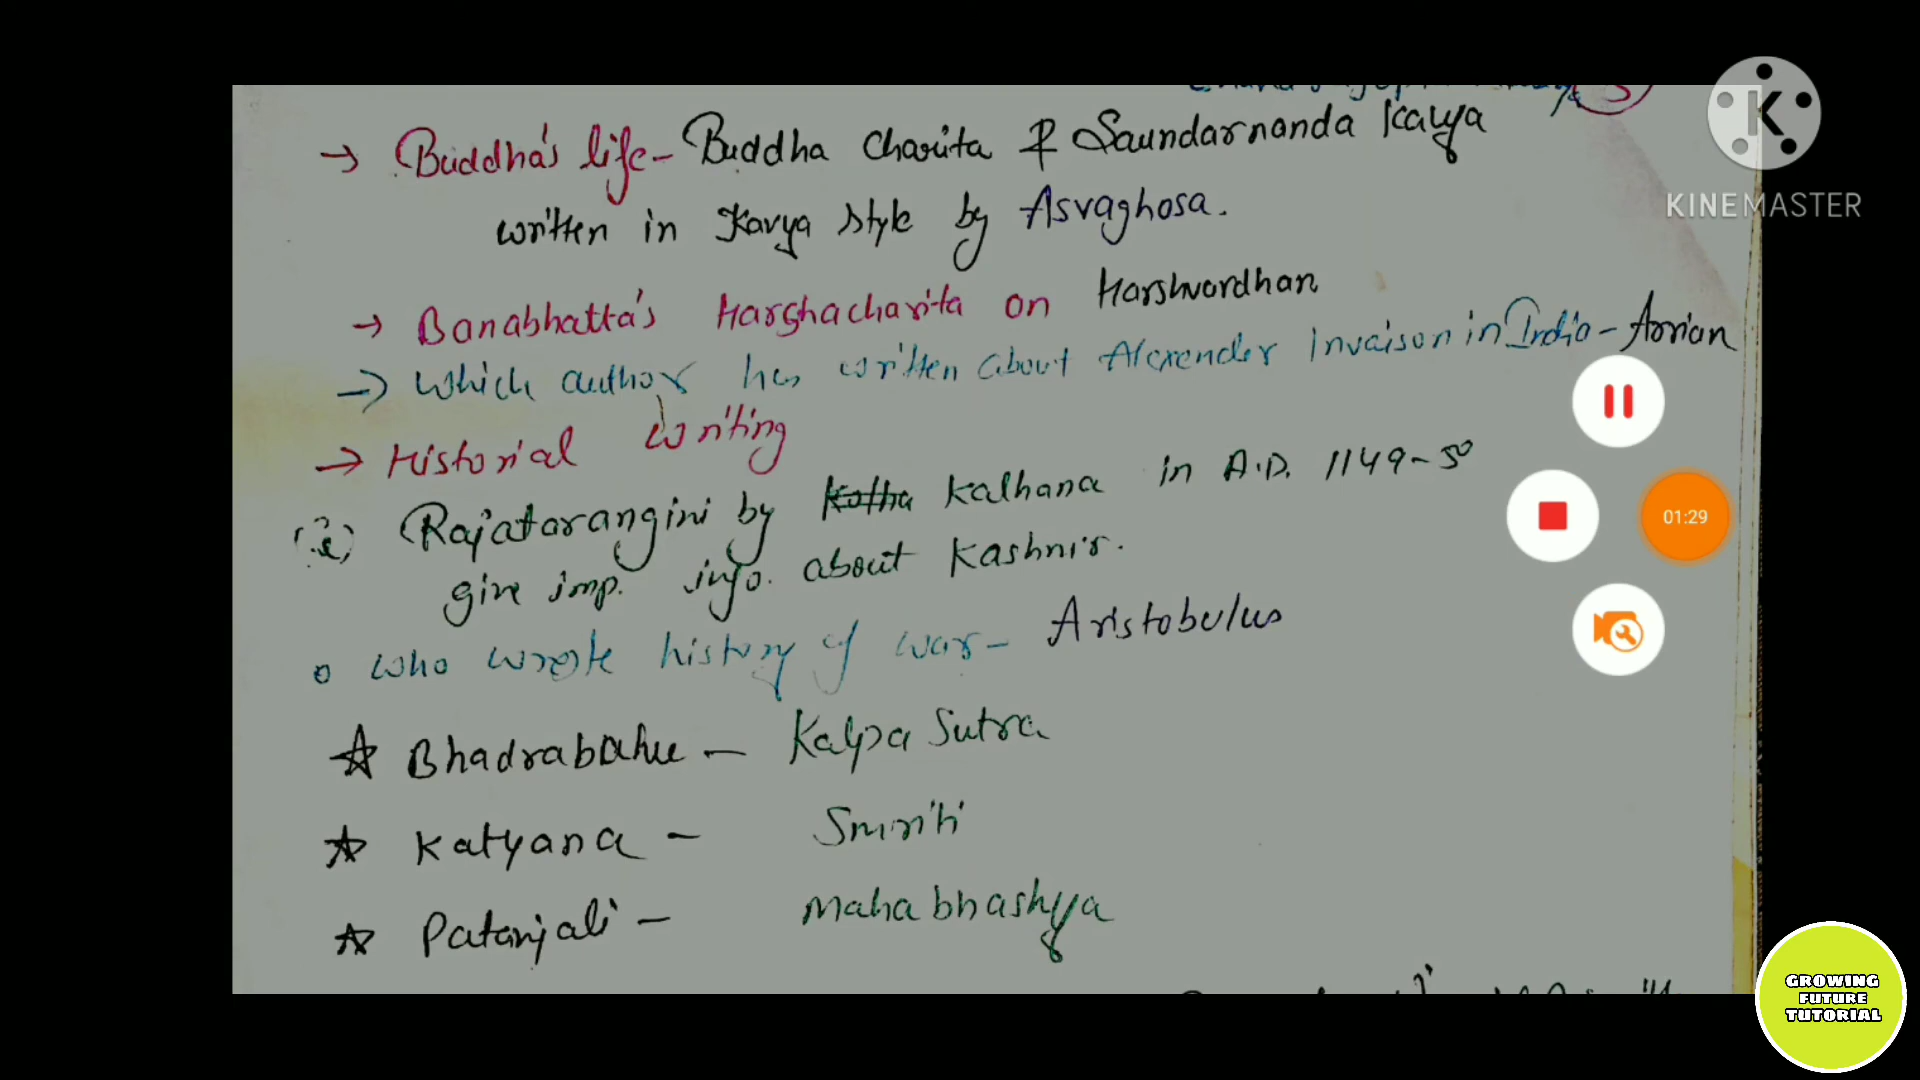 → Buddha's life - Buddha Charita & Saundarnanda Kavya
written in Kavya style by Asvaghosa.
→ Banabhatta's Harshacharita on Harshvardhan
→ Which author has written about Alexender Invaison in India - Arrian
→ Historial writing
Rajatarangini by Kalhana in A.D. 1149-50
give imp. info. about Kashmir.
o who wrote history of war - Aristobulus
☆ Bhadrabahu - Kalpa Sutra
☆ Katyana - Smriti
☆ Patanjali - Mahabhashya
KINEMASTER
01:29
GROWING
FUTURE
TUTORIAL